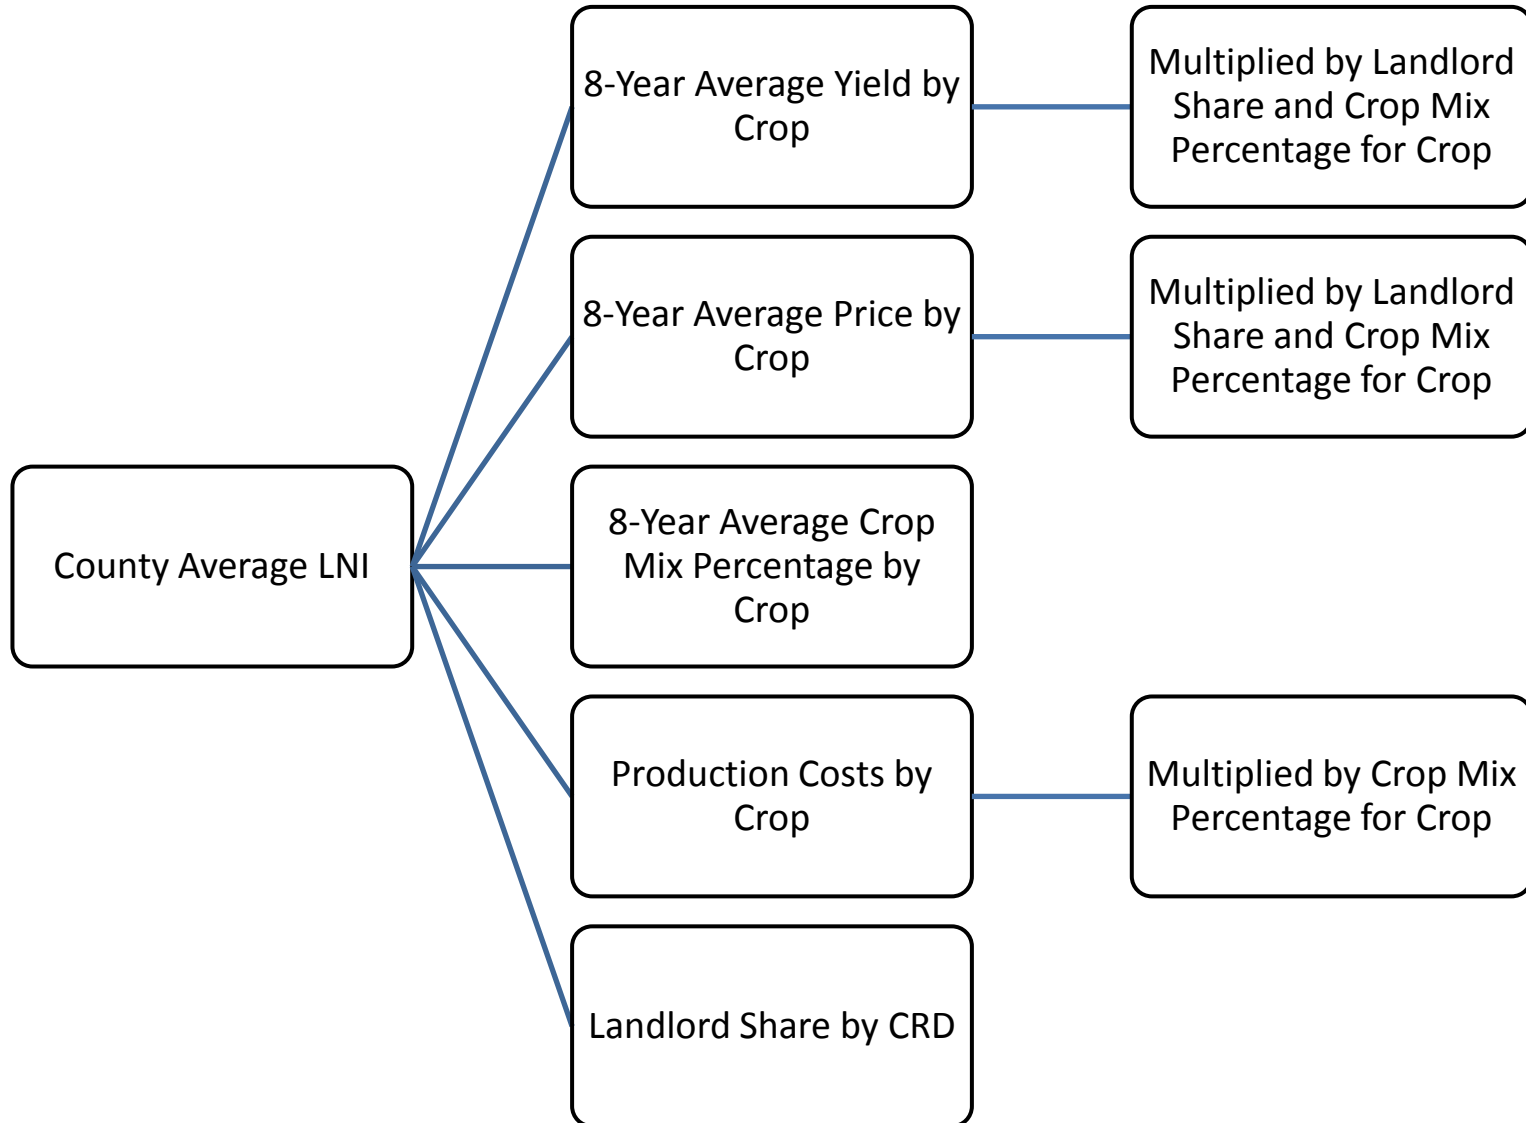 8-Year Average Yield by
Crop
Multiplied by Landlord
Share and Crop Mix
Percentage for Crop
8-Year Average Price by
Crop
Multiplied by Landlord
Share and Crop Mix
Percentage for Crop
County Average LNI
8-Year Average Crop
Mix Percentage by
Crop
Production Costs by
Crop
Multiplied by Crop Mix
Percentage for Crop
Landlord Share by CRD